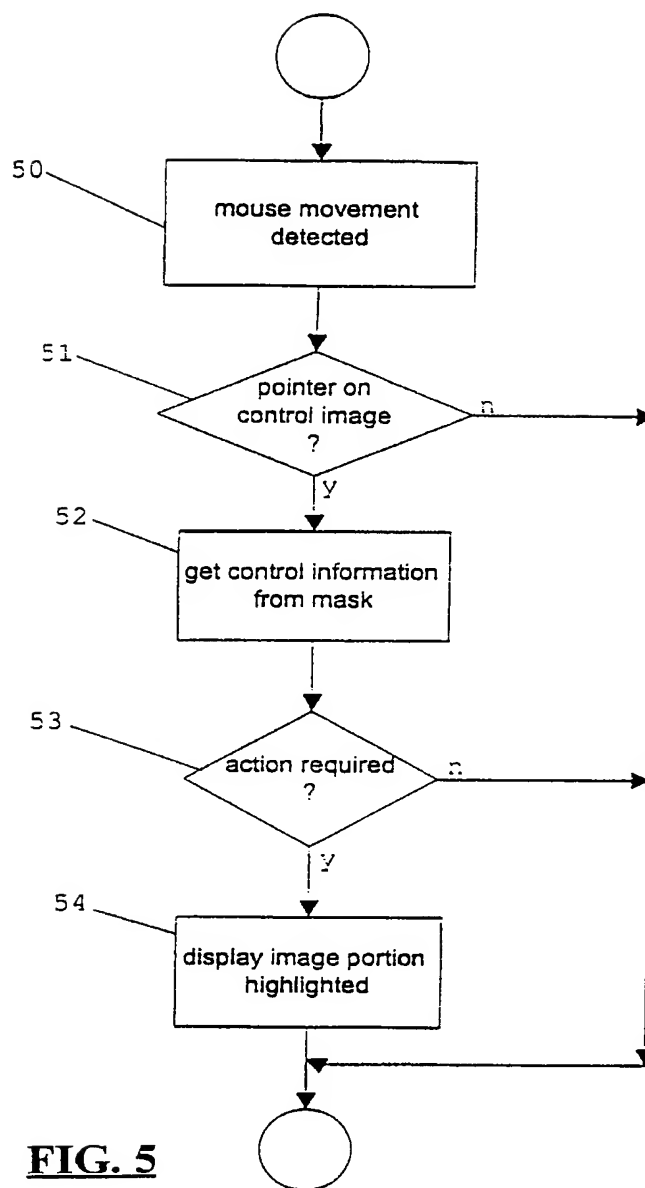 50
mouse movement
detected
51
pointer on
control image
?
n
y
52
get control information
from mask
53
action required
?
n
y
54
display image portion
highlighted
FIG. 5